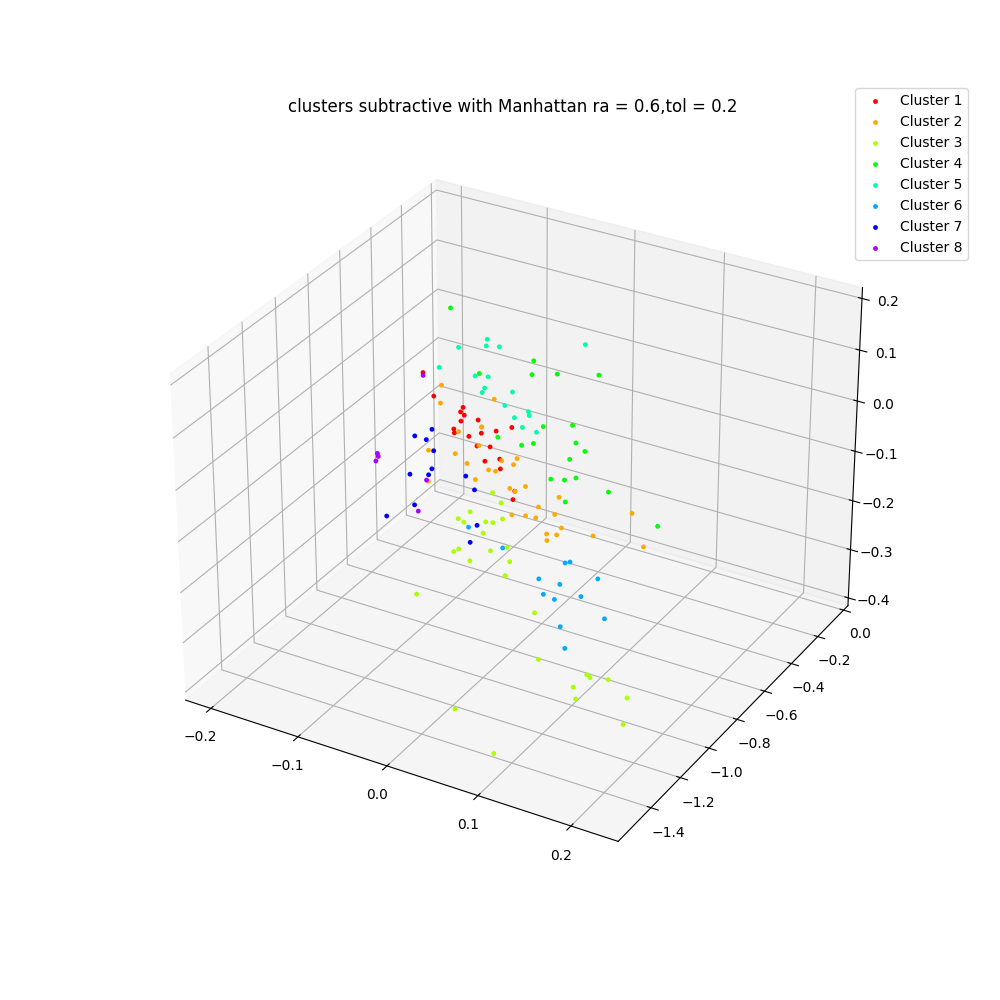 clusters subtractive with Manhattan ra = 0.6,tol = 0.2
Cluster 1
Cluster 2
Cluster 3
Cluster 4
Cluster 5
Cluster 6
Cluster 7
Cluster 8
0.2
0.1
0.0
−0.1
−0.2
−0.3
−0.4
0.0
−0.2
−0.4
−0.6
−0.8
−1.0
−1.2
−1.4
−0.2
−0.1
0.0
0.1
0.2